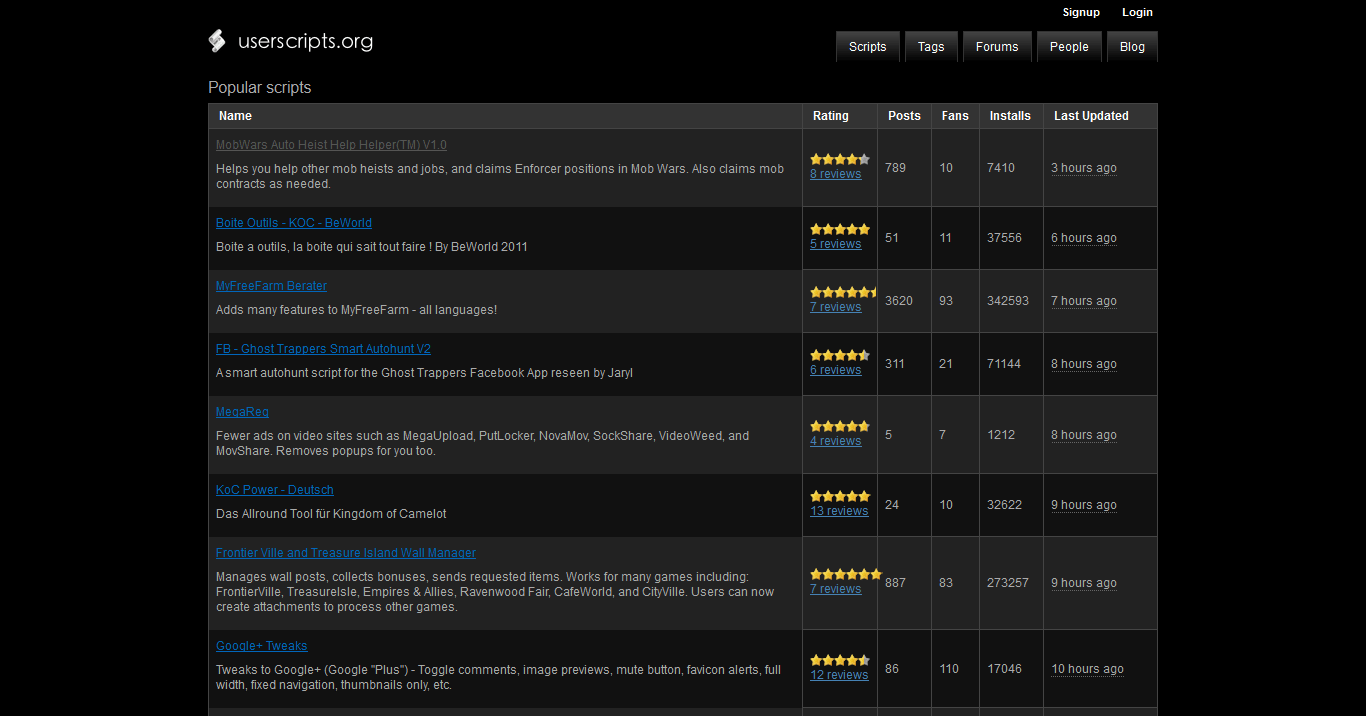 Signup Login
userscripts.org
Scripts Tags Forums People Blog
Popular scripts
Name Rating Posts Fans Installs Last Updated
MobWars Auto Heist Help Helper(TM) V1.0
Helps you help other mob heists and jobs, and claims Enforcer positions in Mob Wars. Also claims mob
contracts as needed.
8 reviews 789 10 7410 3 hours ago
Boite Outils - KOC - BeWorld
Boite a outils, la boite qui sait tout faire ! By BeWorld 2011
5 reviews 51 11 37556 6 hours ago
MyFreeFarm Berater
Adds many features to MyFreeFarm - all languages!
7 reviews 3620 93 342593 7 hours ago
FB - Ghost Trappers Smart Autohunt V2
A smart autohunt script for the Ghost Trappers Facebook App reseen by Jaryl
6 reviews 311 21 71144 8 hours ago
MegaReg
Fewer ads on video sites such as MegaUpload, PutLocker, NovaMov, SockShare, VideoWeed, and
MovShare. Removes popups for you too.
4 reviews 5 7 1212 8 hours ago
KoC Power - Deutsch
Das Allround Tool für Kingdom of Camelot
13 reviews 24 10 32622 9 hours ago
Frontier Ville and Treasure Island Wall Manager
Manages wall posts, collects bonuses, sends requested items. Works for many games including:
FrontierVille, TreasureIsle, Empires & Allies, Ravenwood Fair, CafeWorld, and CityVille. Users can now
create attachments to process other games.
7 reviews 887 83 273257 9 hours ago
Google+ Tweaks
Tweaks to Google+ (Google "Plus") - Toggle comments, image previews, mute button, favicon alerts, full
width, fixed navigation, thumbnails only, etc.
12 reviews 86 110 17046 10 hours ago